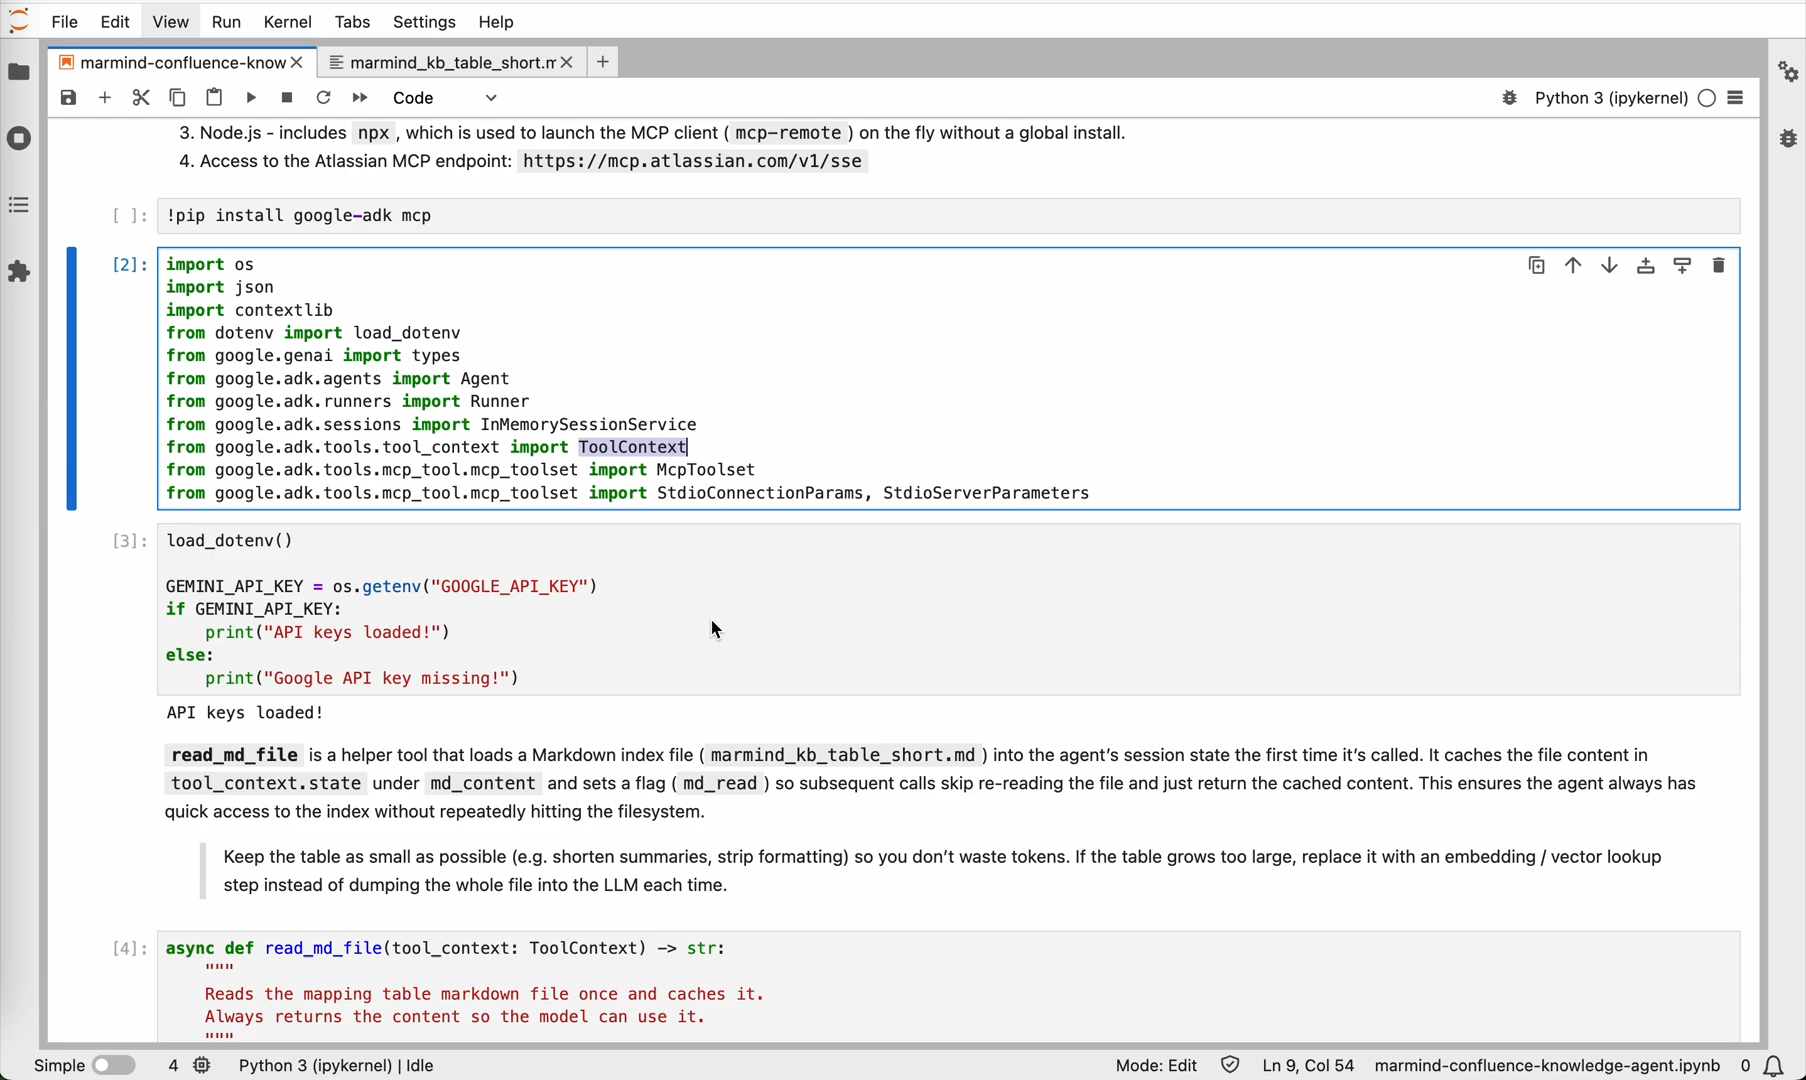 File Edit View Run Kernel Tabs Settings Help
marmind-confluence-know
marmind_kb_table_short.m
Code
Python 3 (ipykernel)
3. Node.js - includes npx , which is used to launch the MCP client ( mcp-remote ) on the fly without a global install.
4. Access to the Atlassian MCP endpoint: https://mcp.atlassian.com/v1/sse
[ ]: !pip install google-adk mcp
[2]: import os
import json
import contextlib
from dotenv import load_dotenv
from google.genai import types
from google.adk.agents import Agent
from google.adk.runners import Runner
from google.adk.sessions import InMemorySessionService
from google.adk.tools.tool_context import ToolContext
from google.adk.tools.mcp_tool.mcp_toolset import McpToolset
from google.adk.tools.mcp_tool.mcp_toolset import StdioConnectionParams, StdioServerParameters
[3]: load_dotenv()
GEMINI_API_KEY = os.getenv("GOOGLE_API_KEY")
if GEMINI_API_KEY:
print("API keys loaded!")
else:
print("Google API key missing!")
API keys loaded!
read_md_file is a helper tool that loads a Markdown index file ( marmind_kb_table_short.md ) into the agent’s session state the first time it’s called. It caches the file content in
tool_context.state under md_content and sets a flag ( md_read ) so subsequent calls skip re-reading the file and just return the cached content. This ensures the agent always has
quick access to the index without repeatedly hitting the filesystem.
Keep the table as small as possible (e.g. shorten summaries, strip formatting) so you don’t waste tokens. If the table grows too large, replace it with an embedding / vector lookup
step instead of dumping the whole file into the LLM each time.
[4]: async def read_md_file(tool_context: ToolContext) -> str:
"""
Reads the mapping table markdown file once and caches it.
Always returns the content so the model can use it.
"""
Simple 4 Python 3 (ipykernel) | Idle Mode: Edit Ln 9, Col 54 marmind-confluence-knowledge-agent.ipynb 0